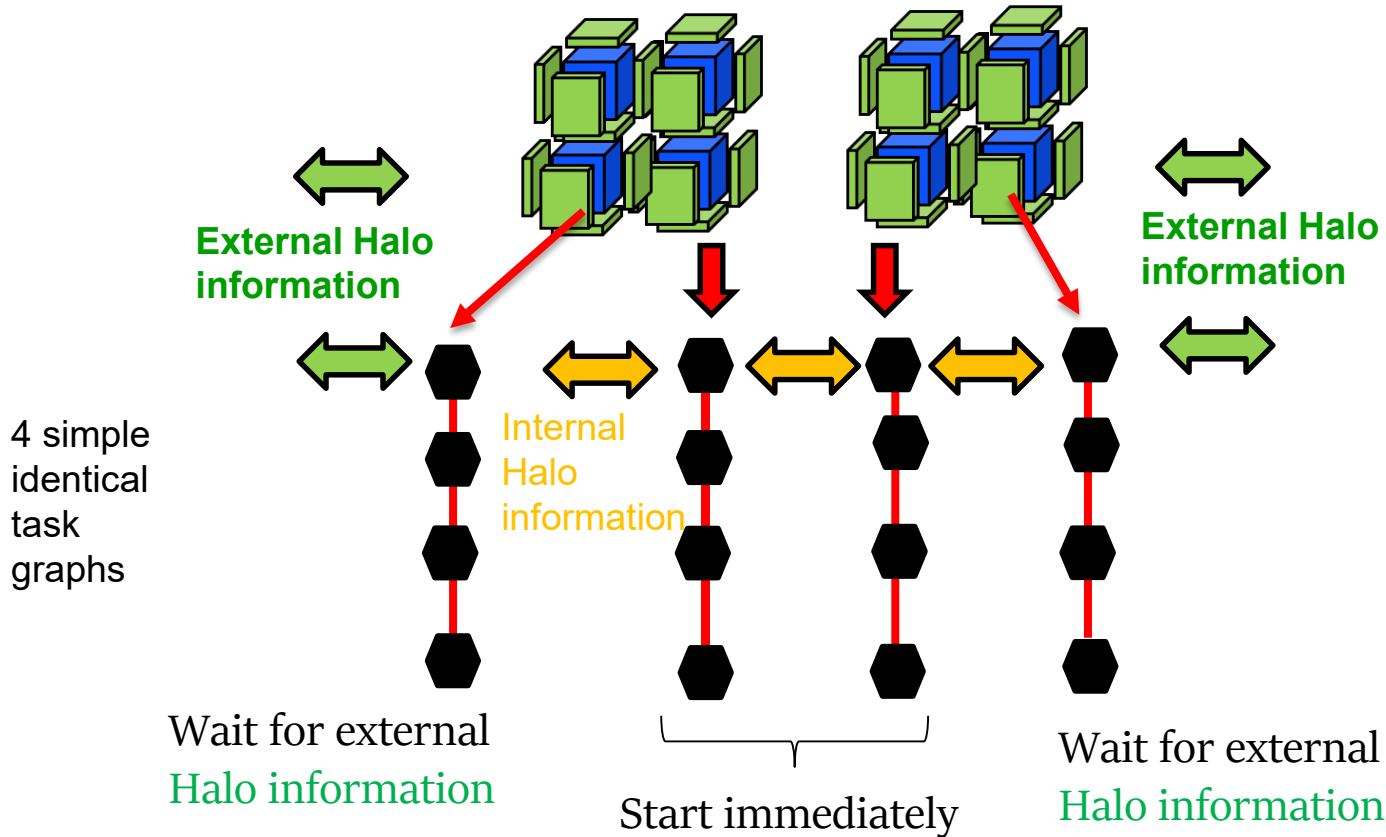 External Halo
information
External Halo
information
4 simple
identical
task
graphs
Internal
Halo
information
Wait for external
Halo information
Start immediately
Wait for external
Halo information